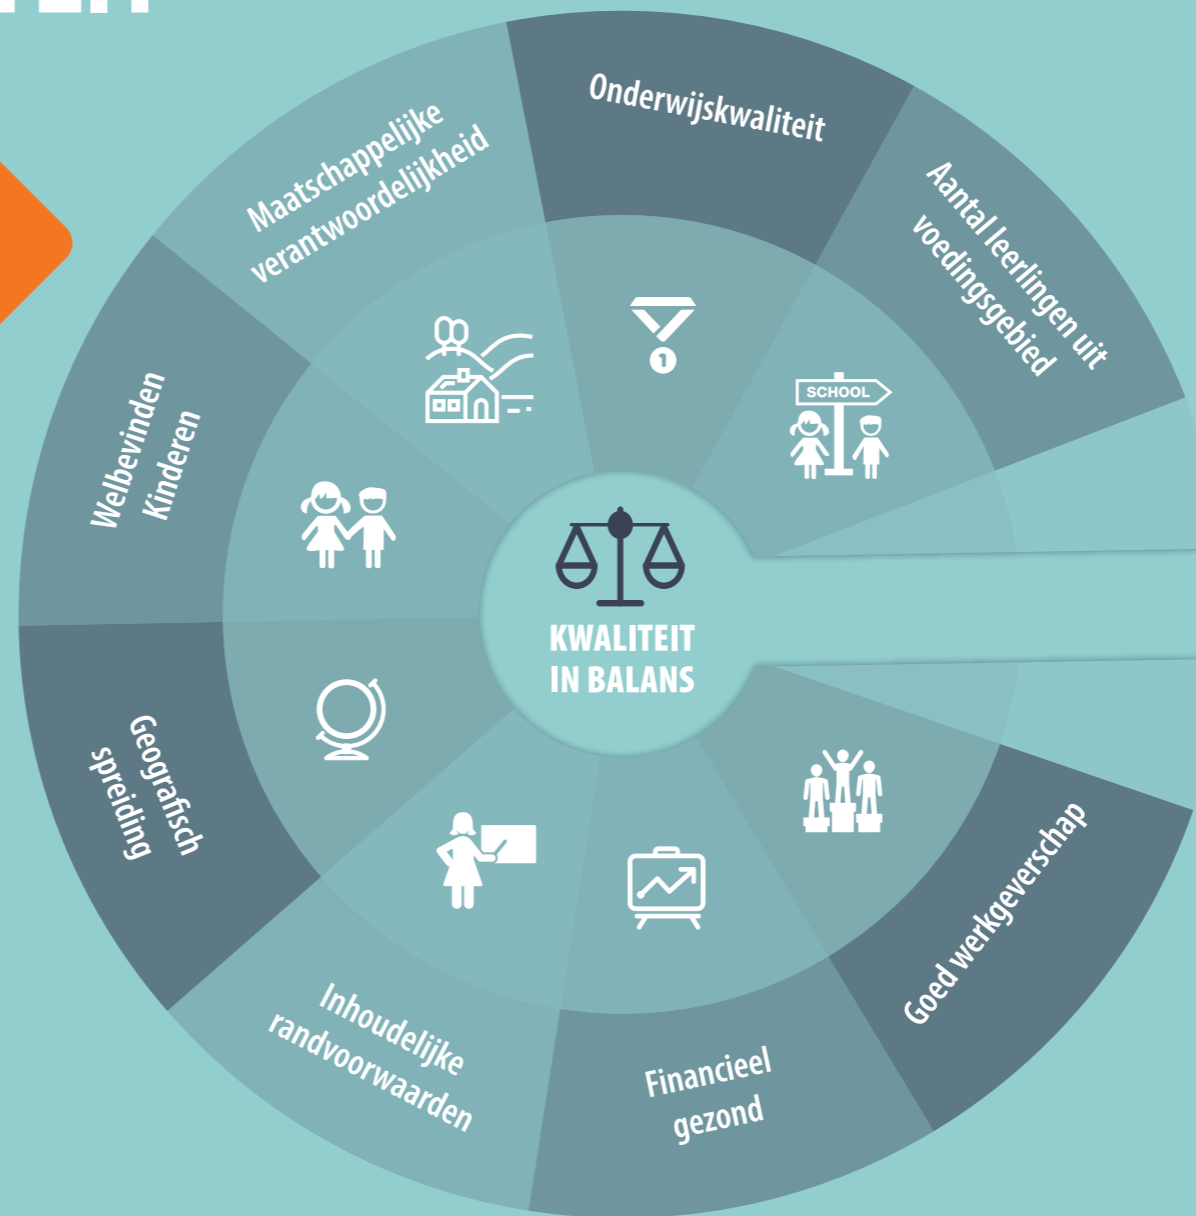 Onderwijskwaliteit
Aantal leerlingen uit
voedingsgebied
SCHOOL
1
Maatschappelijke
verantwoordelijkheid
Welbevinden
Kinderen
KWALITEIT
IN BALANS
Geografisch
spreiding
Goed werkgeverschap
Inhoudelijke
randvoorwaarden
Financieel
gezond